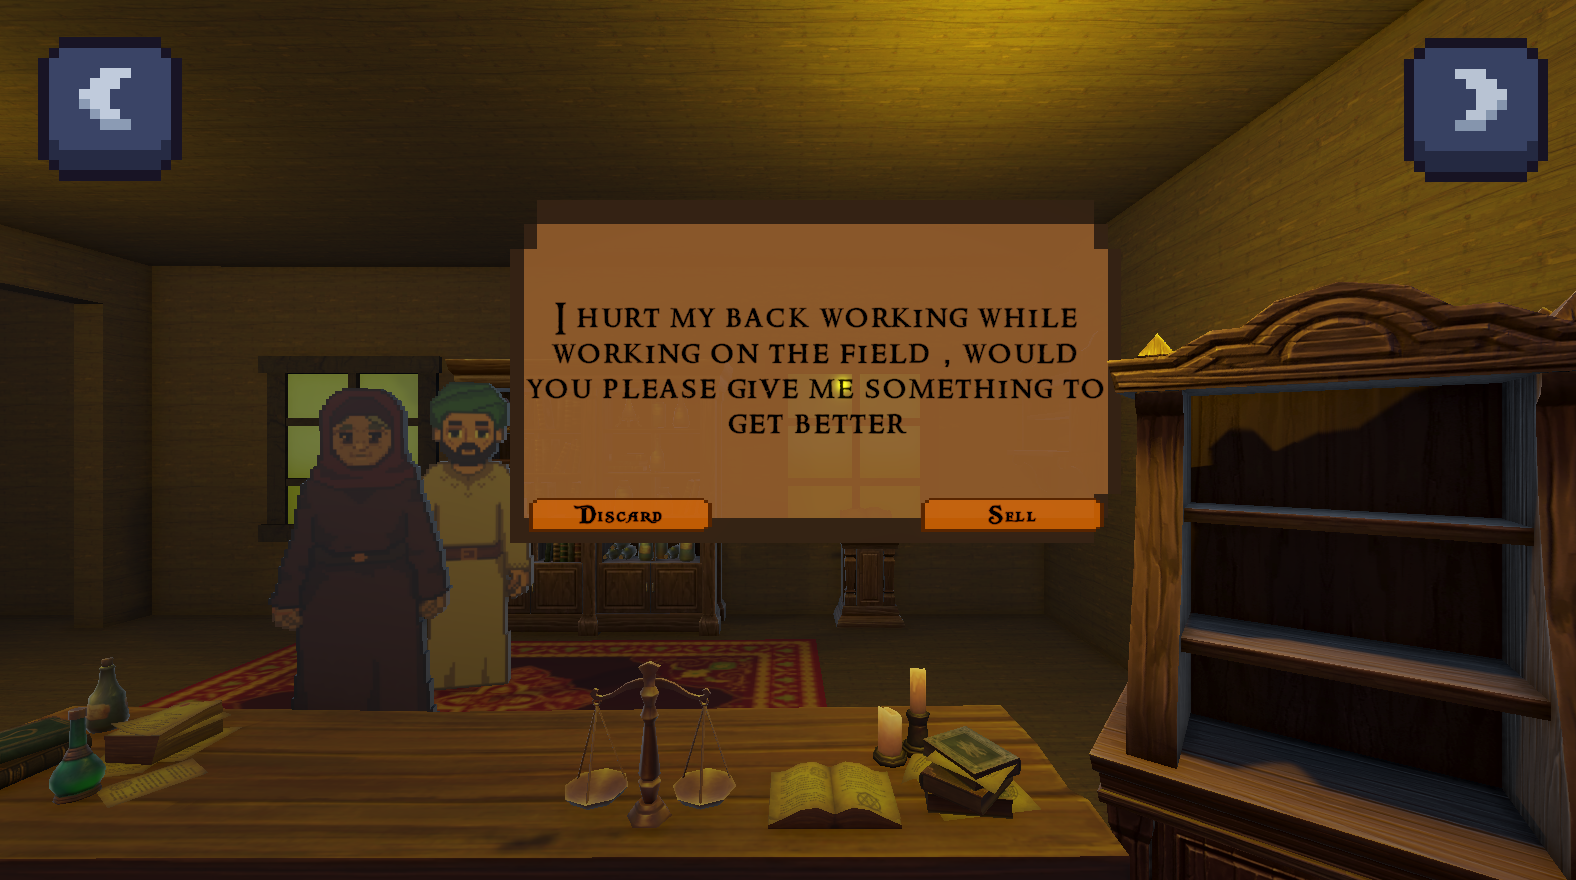 I HURT MY BACK WORKING WHILE
WORKING ON THE FIELD , WOULD
YOU PLEASE GIVE ME SOMETHING TO
GET BETTER
Discard
Sell